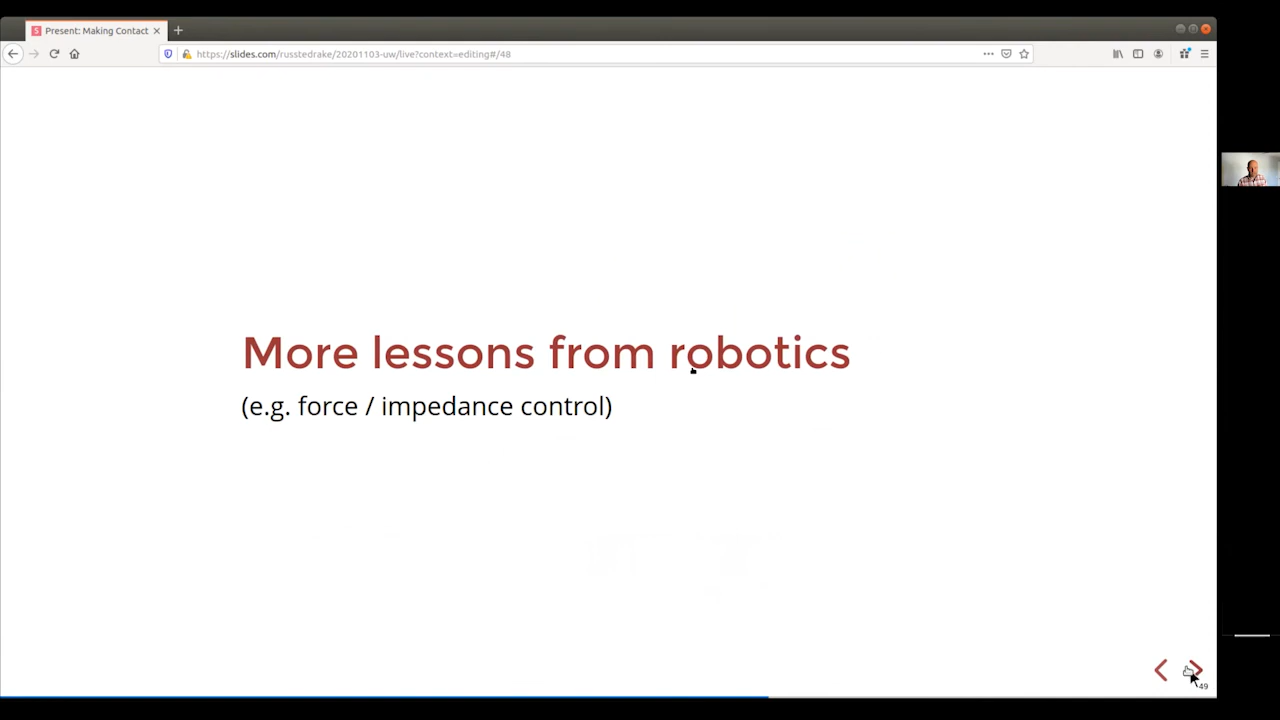 Present: Making Contact
https://slides.com/russtedrake/20201103-uw/live?context=editing#/48
More lessons from robotics
(e.g. force / impedance control)
49